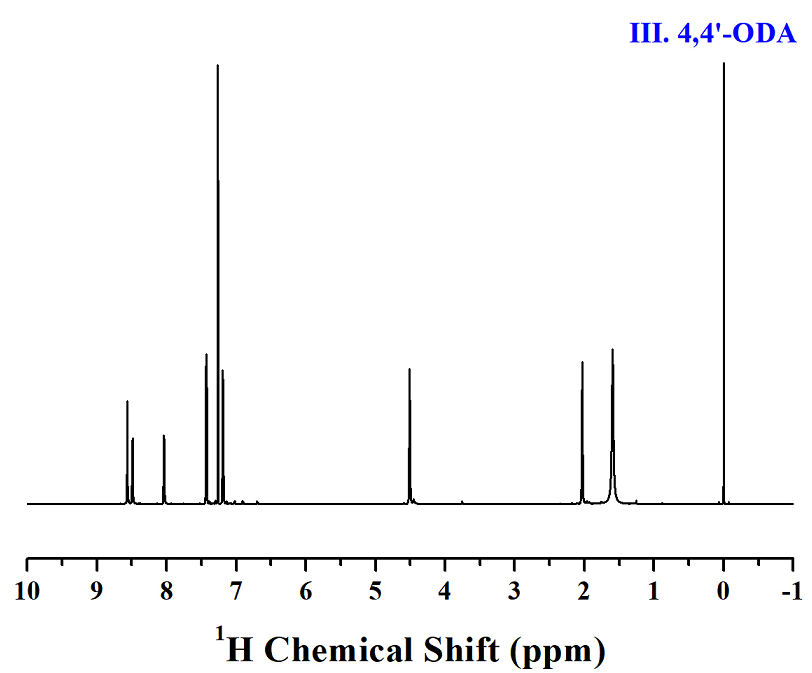 III. 4,4'-ODA
10 9 8 7 6 5 4 3 2 1 0 -1
¹H Chemical Shift (ppm)